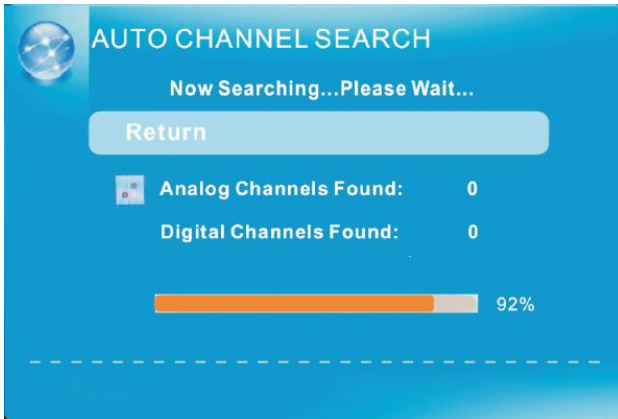 AUTO CHANNEL SEARCH
Now Searching...Please Wait...
Return
Analog Channels Found: 0
Digital Channels Found: 0
92%